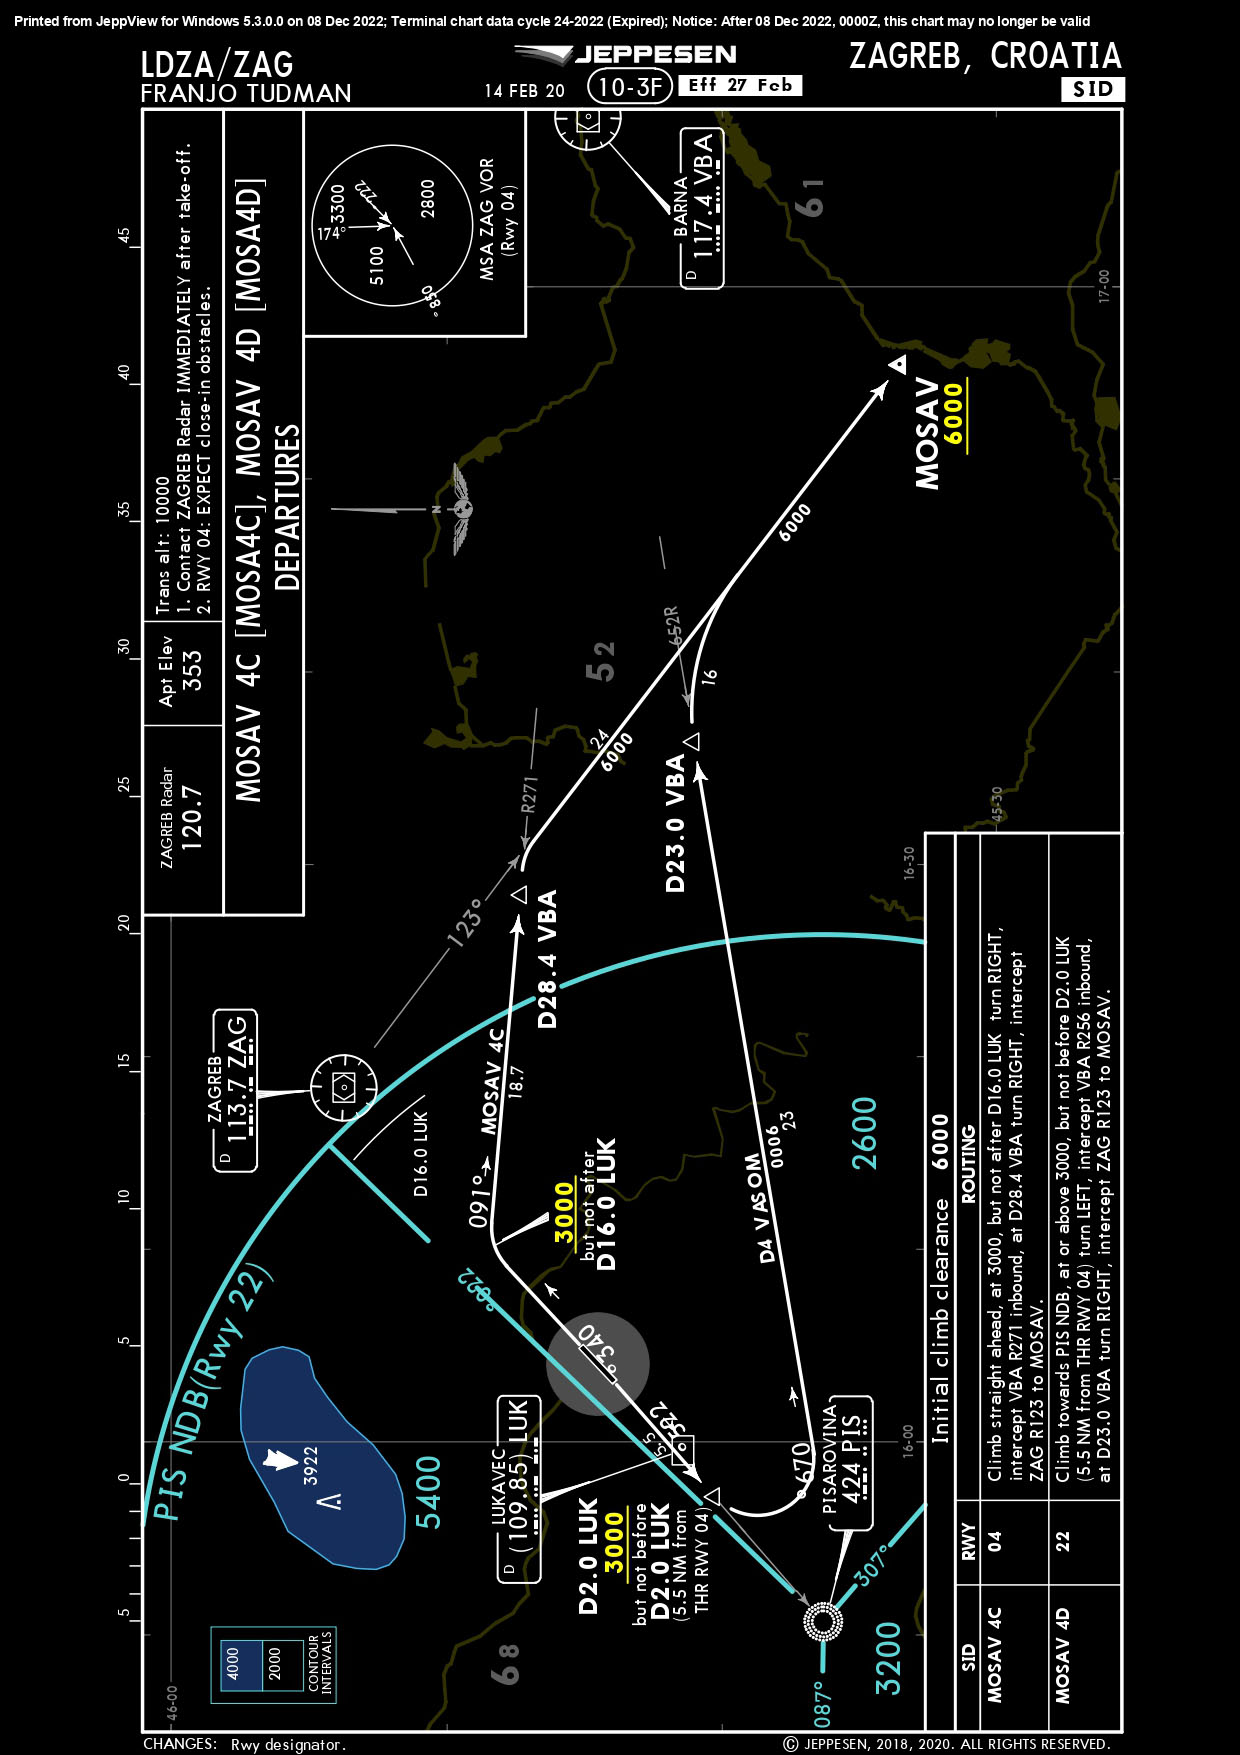 Printed from JeppView for Windows 5.3.0.0 on 08 Dec 2022; Terminal chart data cycle 24-2022 (Expired); Notice: After 08 Dec 2022, 0000Z, this chart may no longer be valid
LDZA/ZAG
FRANJO TUDMAN
JEPPESEN
14 FEB 20
10-3F
Eff 27 Feb
ZAGREB, CROATIA
SID
ZAGREB Radar
120.7
Apt Elev
353
Trans alt: 10000
1. Contact ZAGREB Radar IMMEDIATELY after take-off.
2. RWY 04: EXPECT close-in obstacles.
MOSAV 4C [MOSA4C], MOSAV 4D [MOSA4D]
DEPARTURES
174°
3300
222°
2800
5100
058°
MSA ZAG VOR
(Rwy 04)
5
0
5
10
15
20
25
30
35
40
45
BARNA
D
117.4 VBA
61
17-00
N
MOSAV
6000
6000
52
R259
16
24
6000
R271
D23.0 VBA
D28.4 VBA
123°
ZAGREB
D
113.7 ZAG
D16.0 LUK
MOSAV 4C
18.7
091°
3000
but not after
D16.0 LUK
45-30
16-30
PIS NDB(Rwy 22)
3922
5400
2600
MOSAV 4D
6000
23
043°
LUKAVEC
D
(109.85) LUK
D2.0 LUK
3000
but not before
D2.0 LUK
(5.5 NM from
THR RWY 04)
5.5
079°
PISAROVINA
424 PIS
16-00
307°
087°
3200
68
4000
2000
CONTOUR
INTERVALS
46-00
Initial climb clearance 6000
SID
RWY
ROUTING
MOSAV 4C
04
Climb straight ahead, at 3000, but not after D16.0 LUK turn RIGHT,
intercept VBA R271 inbound, at D28.4 VBA turn RIGHT, intercept
ZAG R123 to MOSAV.
MOSAV 4D
22
Climb towards PIS NDB, at or above 3000, but not before D2.0 LUK
(5.5 NM from THR RWY 04) turn LEFT, intercept VBA R256 inbound,
at D23.0 VBA turn RIGHT, intercept ZAG R123 to MOSAV.
CHANGES: Rwy designator.
© JEPPESEN, 2018, 2020. ALL RIGHTS RESERVED.